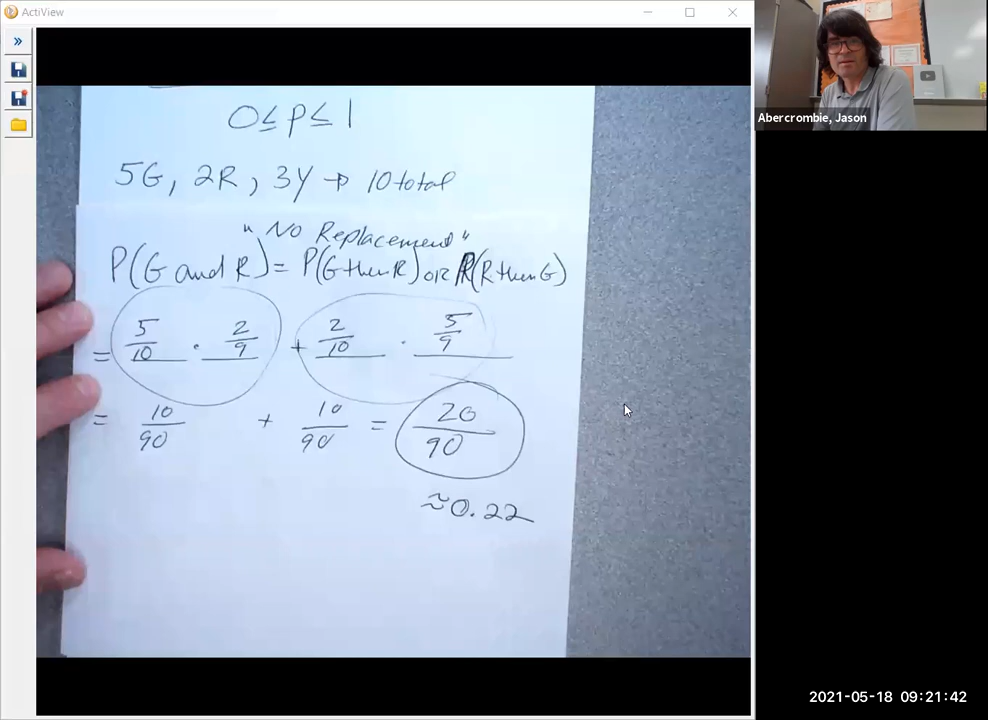 ActiView
0 ≤ p ≤ 1
5G, 2R, 3Y → 10 total
"No Replacement"
P(G and R) = P(G then R) or P(R then G)
= 5/10 · 2/9 + 2/10 · 5/9
= 10/90 + 10/90 = 20/90
≈ 0.22
Abercrombie, Jason
2021-05-18 09:21:42